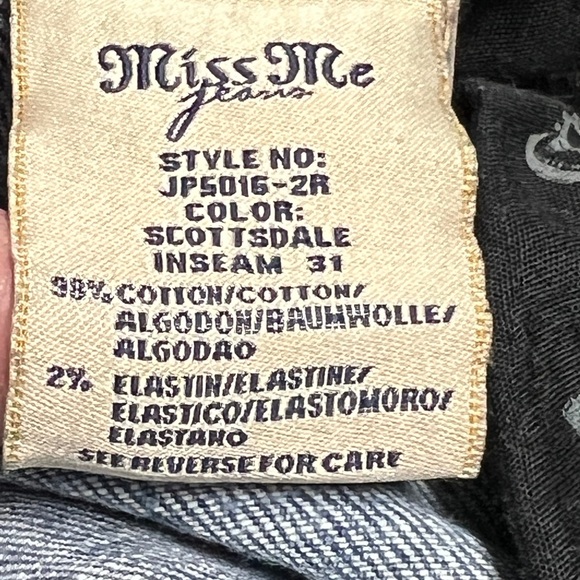 Miss Me
jeans
STYLE NO:
JP5016-2R
COLOR:
SCOTTSDALE
INSEAM 31
98% COTTON/COTTON/
ALGODON/BAUMWOLLE/
ALGODAO
2% ELASTIN/ELASTINE/
ELASTICO/ELASTOMORO/
ELASTANO
SEE REVERSE FOR CARE